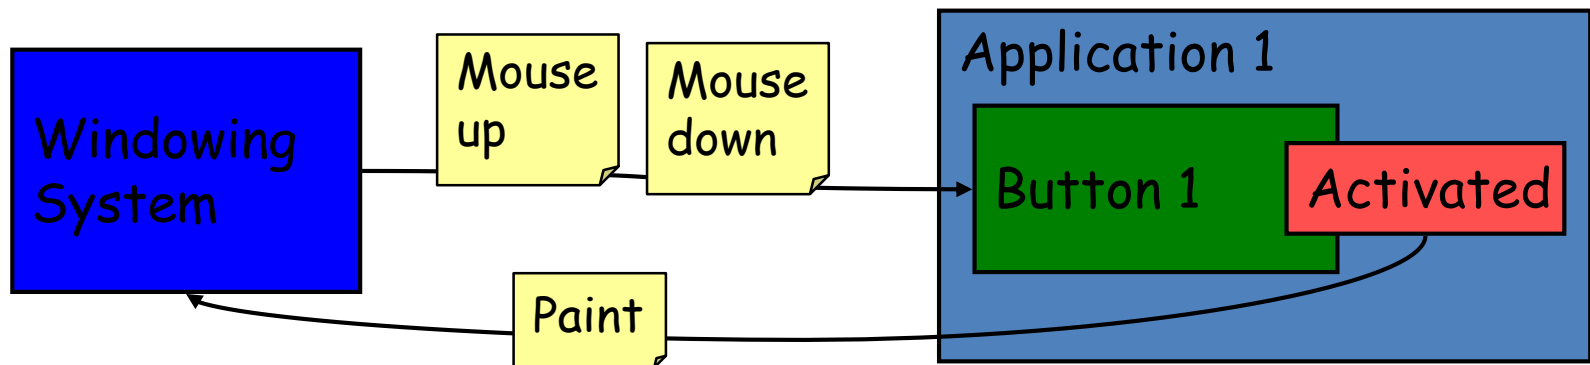 Windowing
System
Mouse
up
Mouse
down
Application 1
Button 1
Activated
Paint